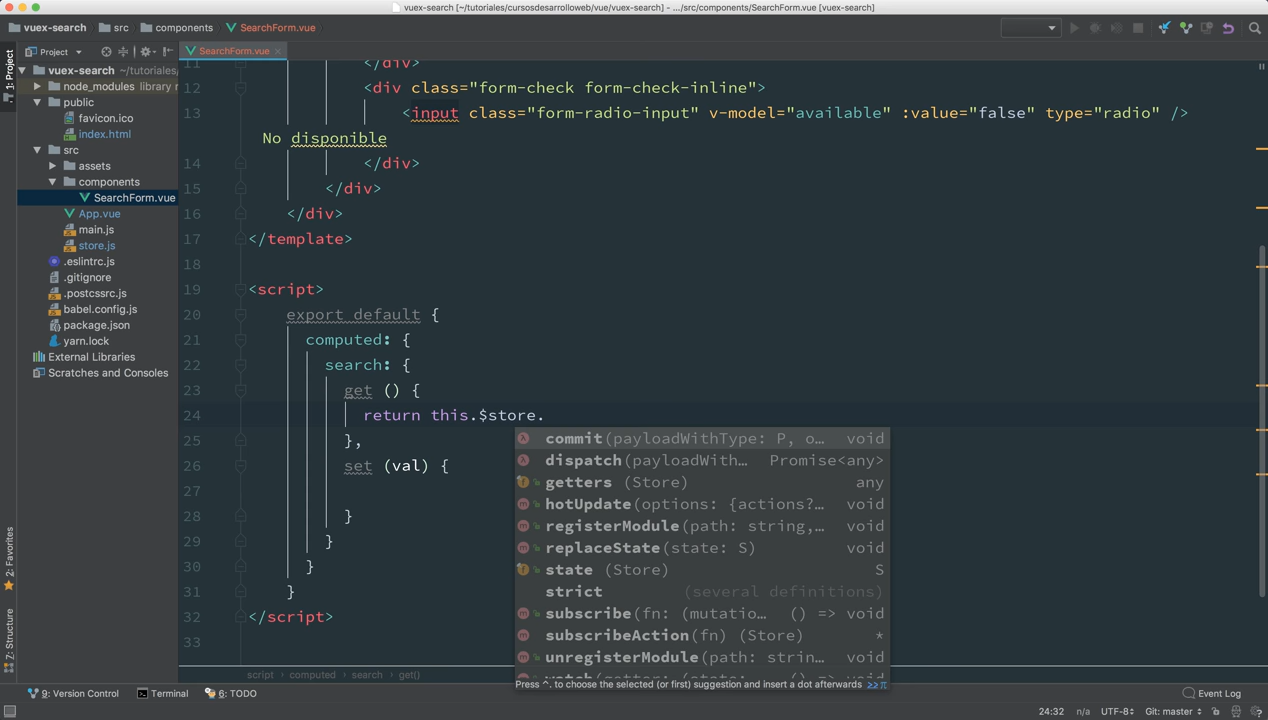 vuex-search [~/tutoriales/cursosdesarrolloweb/vue/vuex-search] - .../src/components/SearchForm.vue [vuex-search]
vuex-search src components SearchForm.vue
Project SearchForm.vue
1: Project
vuex-search ~/tutoriales/
node_modules library r
public
favicon.ico
index.html
src
assets
components
SearchForm.vue
App.vue
main.js
store.js
.eslintrc.js
.gitignore
.postcssrc.js
babel.config.js
package.json
yarn.lock
External Libraries
Scratches and Consoles
2: Favorites
Z: Structure
11 </div>
12 <div class="form-check form-check-inline">
13 <input class="form-radio-input" v-model="available" :value="false" type="radio" />
No disponible
14 </div>
15 </div>
16 </div>
17 </template>
18
19 <script>
20 export default {
21 computed: {
22 search: {
23 get () {
24 return this.$store.
25 },
26 set (val) {
27
28 }
29 }
30 }
31 }
32 </script>
33
commit(payloadWithType: P, o… void
dispatch(payloadWith… Promise<any>
getters (Store) any
hotUpdate(options: {actions?… void
registerModule(path: string,… void
replaceState(state: S) void
state (Store) S
strict (several definitions)
subscribe(fn: (mutatio… () => void
subscribeAction(fn) (Store) *
unregisterModule(path: strin… void
Press ^. to choose the selected (or first) suggestion and insert a dot afterwards >> π
script computed search get()
9: Version Control Terminal 6: TODO Event Log
24:32 n/a UTF-8 Git: master